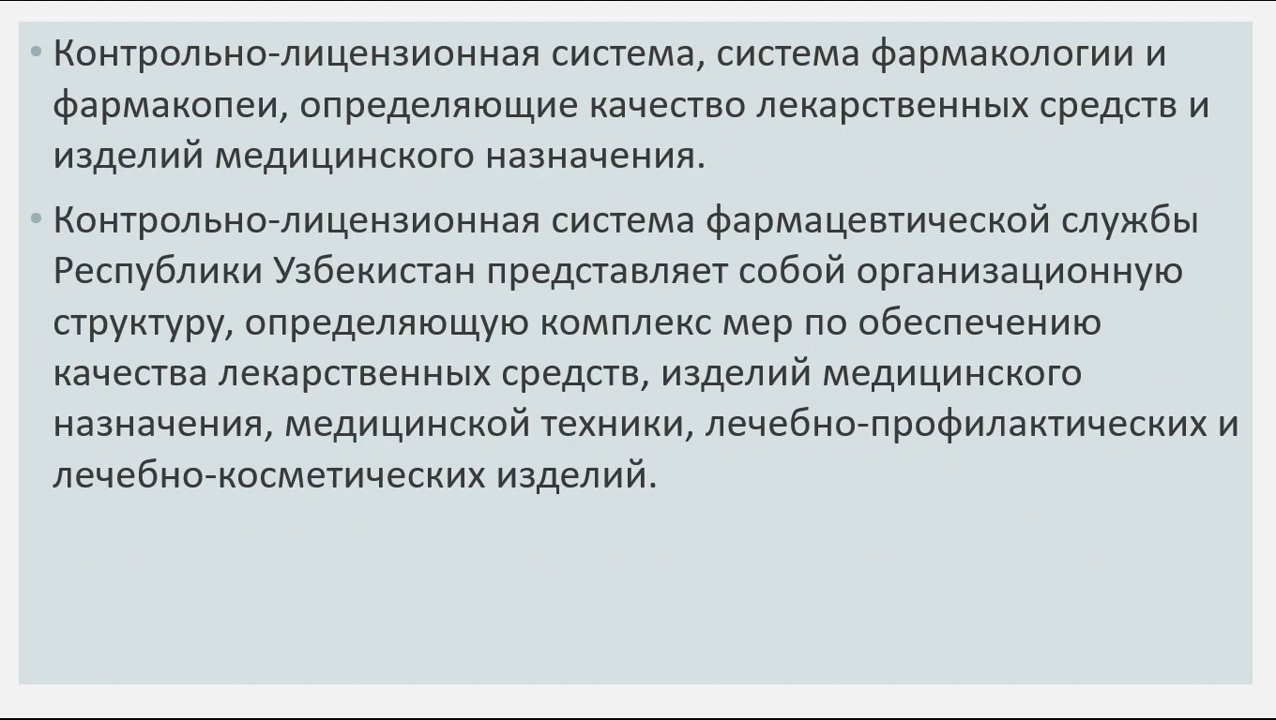 • Контрольно-лицензионная система, система фармакологии и
фармакопеи, определяющие качество лекарственных средств и
изделий медицинского назначения.
• Контрольно-лицензионная система фармацевтической службы
Республики Узбекистан представляет собой организационную
структуру, определяющую комплекс мер по обеспечению
качества лекарственных средств, изделий медицинского
назначения, медицинской техники, лечебно-профилактических и
лечебно-косметических изделий.